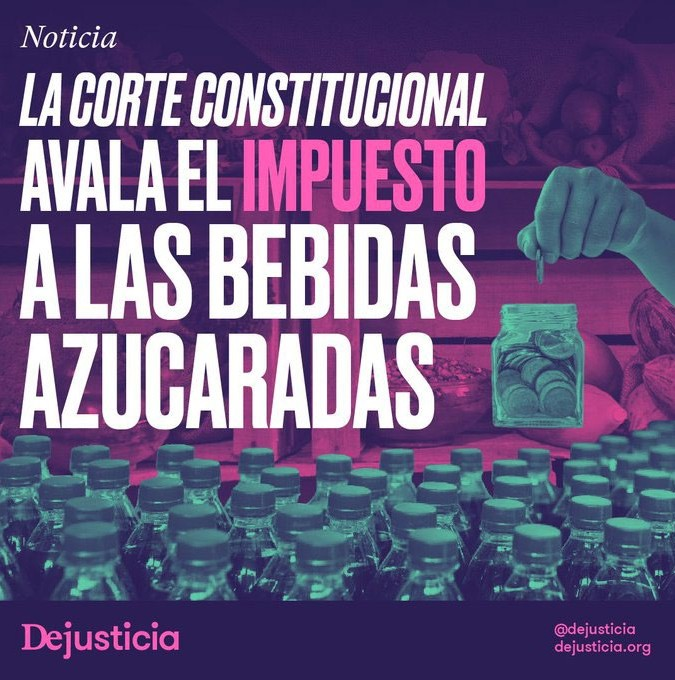 Noticia
LA CORTE CONSTITUCIONAL
AVALA EL IMPUESTO
A LAS BEBIDAS
AZUCARADAS
Dejusticia
@dejusticia
dejusticia.org